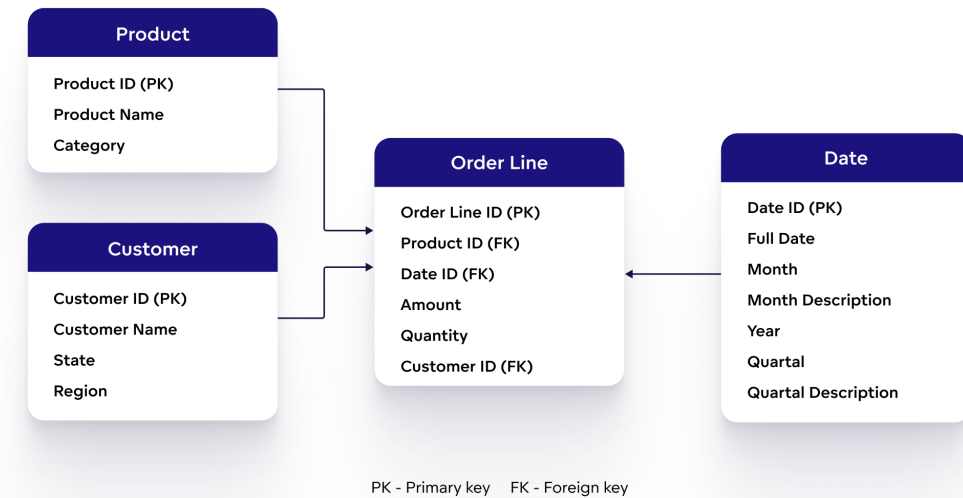 Product
Product ID (PK)
Product Name
Category
Customer
Customer ID (PK)
Customer Name
State
Region
Order Line
Order Line ID (PK)
Product ID (FK)
Date ID (FK)
Amount
Quantity
Customer ID (FK)
Date
Date ID (PK)
Full Date
Month
Month Description
Year
Quartal
Quartal Description
PK - Primary key FK - Foreign key